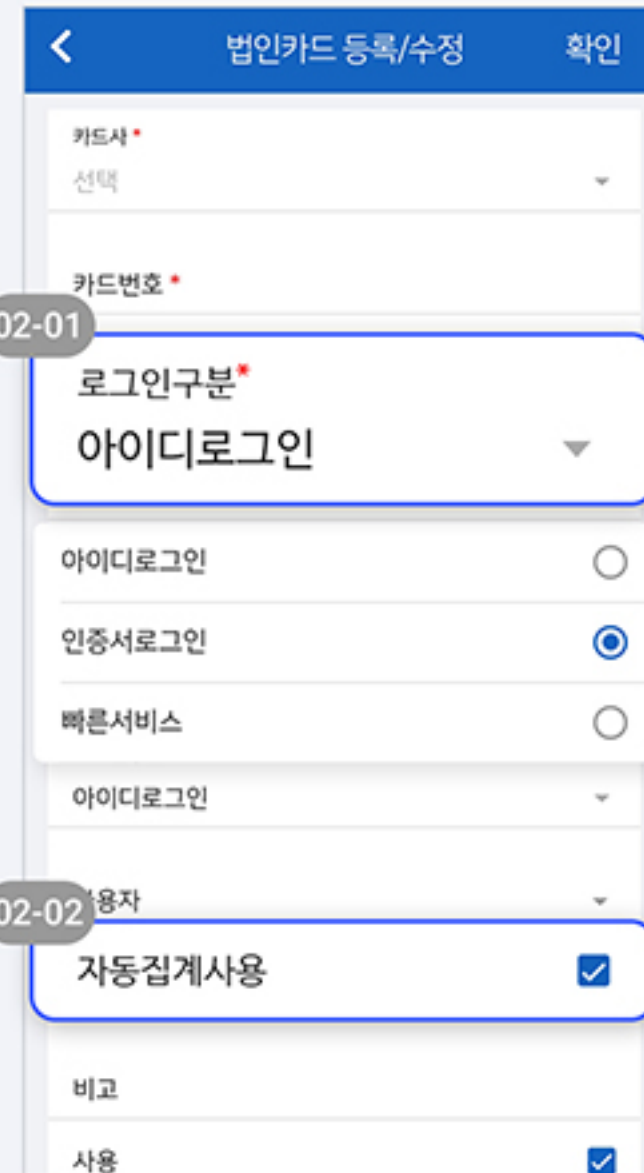 법인카드 등록/수정 확인
카드사 *
선택
카드번호 *
02-01
로그인구분*
아이디로그인
아이디로그인
인증서로그인
빠른서비스
아이디로그인
02-02
용자
자동집계사용
비고
사용